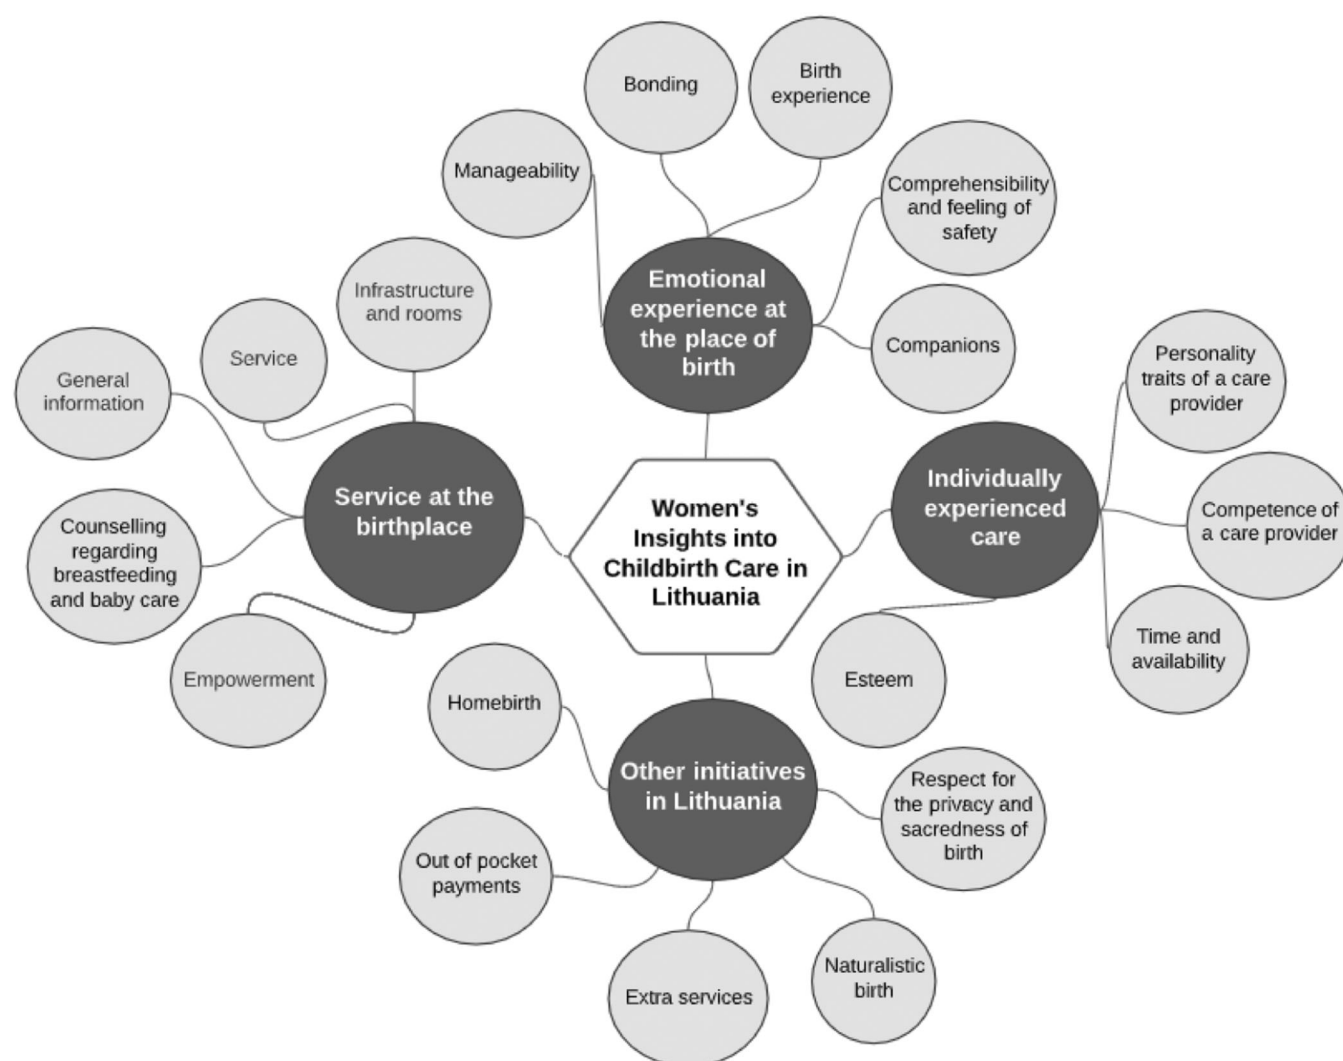 Bonding
Birth
experience
Manageability
Comprehensibility
and feeling of
safety
Emotional
experience at
the place of
birth
Companions
Infrastructure
and rooms
Service
General
information
Service at the
birthplace
Counselling
regarding
breastfeeding
and baby care
Empowerment
Women's
Insights into
Childbirth Care in
Lithuania
Individually
experienced
care
Personality
traits of a care
provider
Competence of
a care provider
Time and
availability
Esteem
Homebirth
Other initiatives
in Lithuania
Respect for
the privacy and
sacredness of
birth
Out of pocket
payments
Extra services
Naturalistic
birth